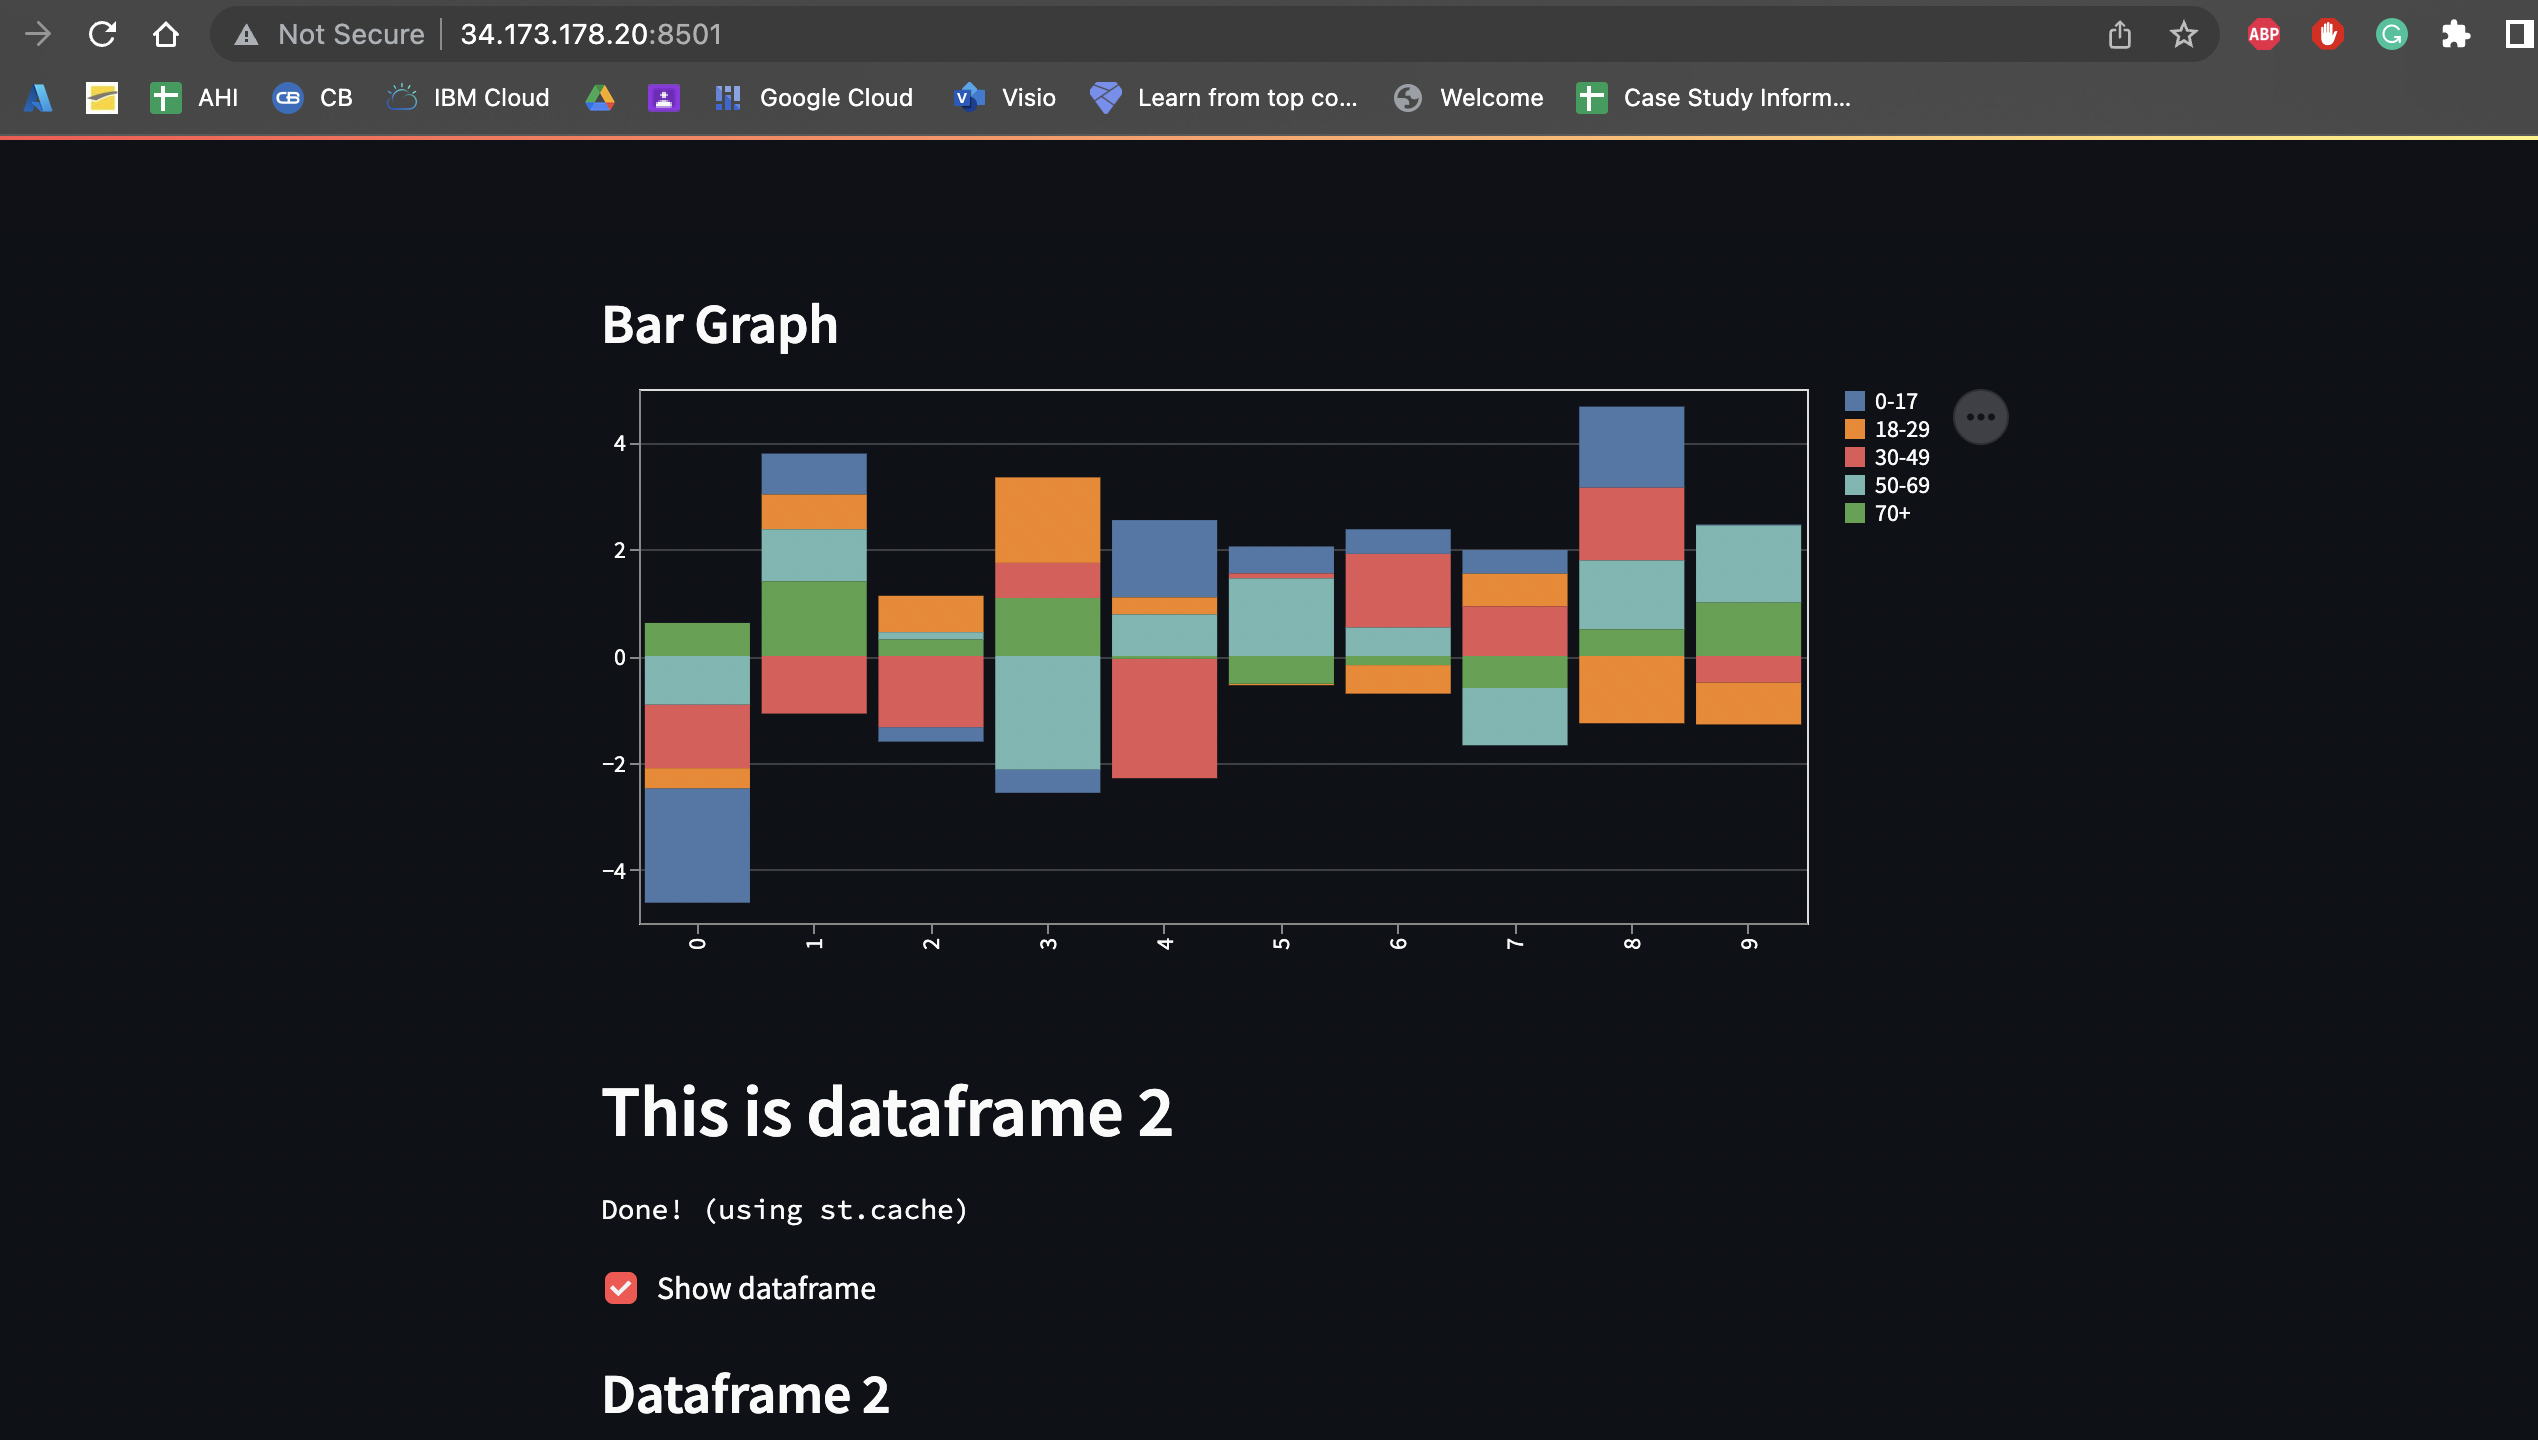 Not Secure 34.173.178.20:8501 ABP
AHI CB CB IBM Cloud Google Cloud V Visio Learn from top co... Welcome Case Study Inform...
Bar Graph
0-17
18-29
30-49
50-69
70+
4
2
0
−2
−4
0 1 2 3 4 5 6 7 8 9
This is dataframe 2
Done! (using st.cache)
Show dataframe
Dataframe 2